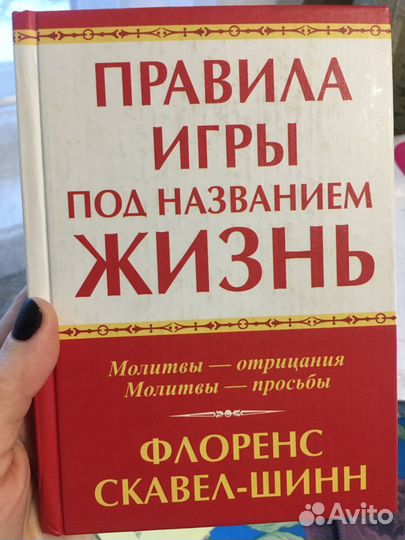 ПРАВИЛА
ИГРЫ
ПОД НАЗВАНИЕМ
ЖИЗНЬ
Молитвы — отрицания
Молитвы — просьбы
ФЛОРЕНС
СКАВЕЛ-ШИНН
Avito